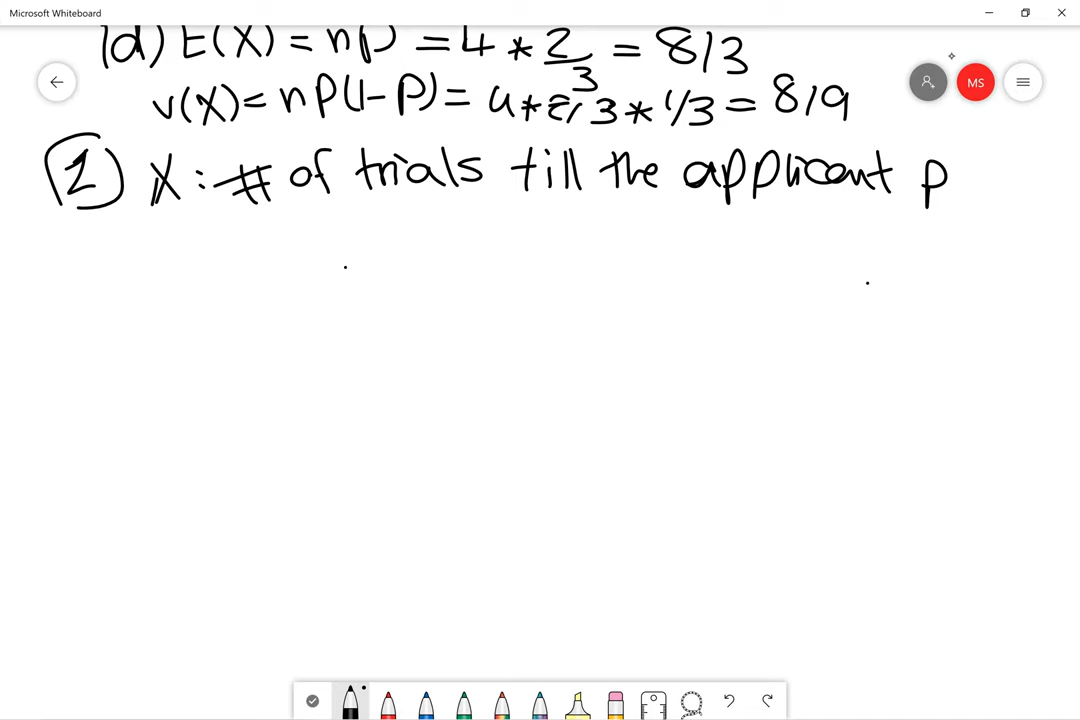 Microsoft Whiteboard
(d) E(X) = np = 4 * 2/3 = 8/3
V(X) = np(1-p) = 4 * 2/3 * 1/3 = 8/9
MS
2) X: # of trials till the applicant p